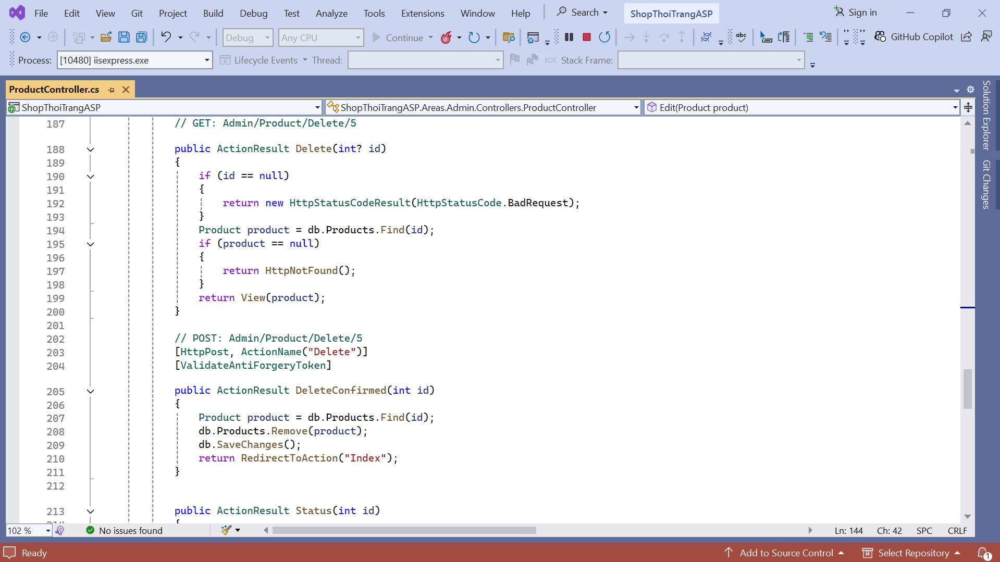 File Edit View Git Project Build Debug Test Analyze Tools Extensions Window Help Search ShopThoiTrangASP Sign in
Debug Any CPU Continue abc GitHub Copilot
Process: [10480] iisexpress.exe Lifecycle Events Thread: Stack Frame:
ProductController.cs
ShopThoiTrangASP ShopThoiTrangASP.Areas.Admin.Controllers.ProductController Edit(Product product)
Solution Explorer
Git Changes
187 // GET: Admin/Product/Delete/5
188 public ActionResult Delete(int? id)
189 {
190 if (id == null)
191 {
192 return new HttpStatusCodeResult(HttpStatusCode.BadRequest);
193 }
194 Product product = db.Products.Find(id);
195 if (product == null)
196 {
197 return HttpNotFound();
198 }
199 return View(product);
200 }
201
202 // POST: Admin/Product/Delete/5
203 [HttpPost, ActionName("Delete")]
204 [ValidateAntiForgeryToken]
205 public ActionResult DeleteConfirmed(int id)
206 {
207 Product product = db.Products.Find(id);
208 db.Products.Remove(product);
209 db.SaveChanges();
210 return RedirectToAction("Index");
211 }
212
213 public ActionResult Status(int id)
214 {
102 % No issues found Ln: 144 Ch: 42 SPC CRLF
Ready Add to Source Control Select Repository 1